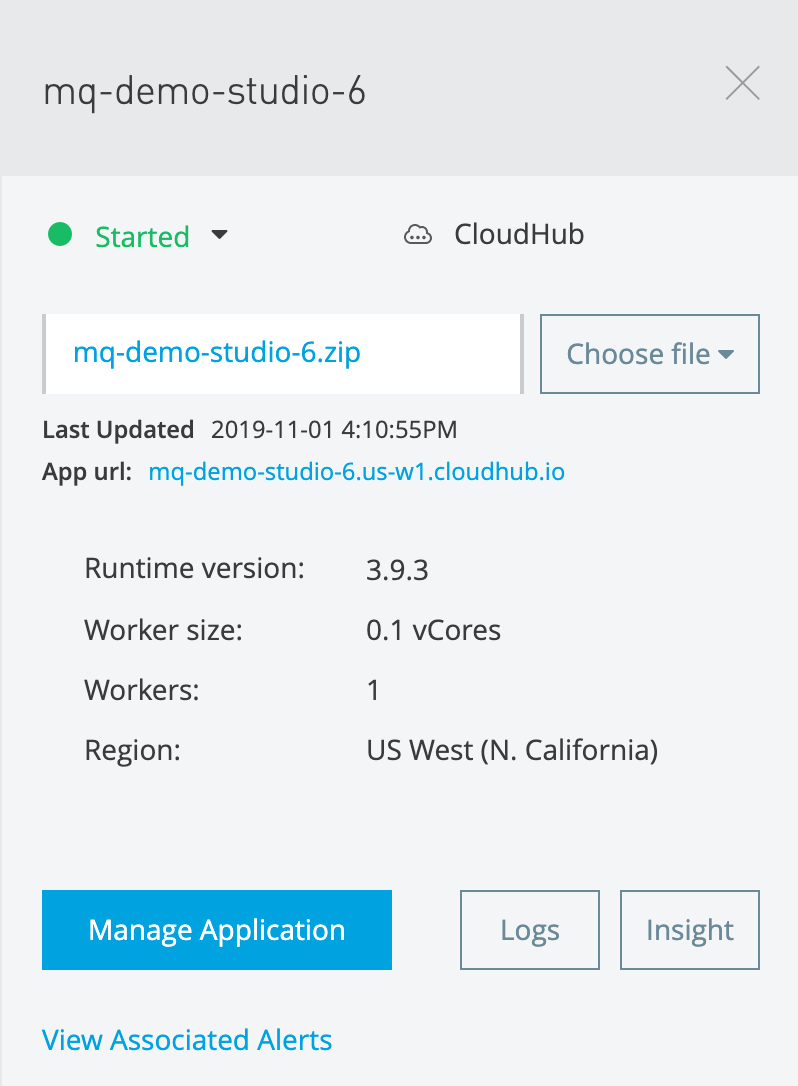 mq-demo-studio-6
Started CloudHub
mq-demo-studio-6.zip Choose file
Last Updated 2019-11-01 4:10:55PM
App url: mq-demo-studio-6.us-w1.cloudhub.io
Runtime version: 3.9.3
Worker size: 0.1 vCores
Workers: 1
Region: US West (N. California)
Manage Application Logs Insight
View Associated Alerts